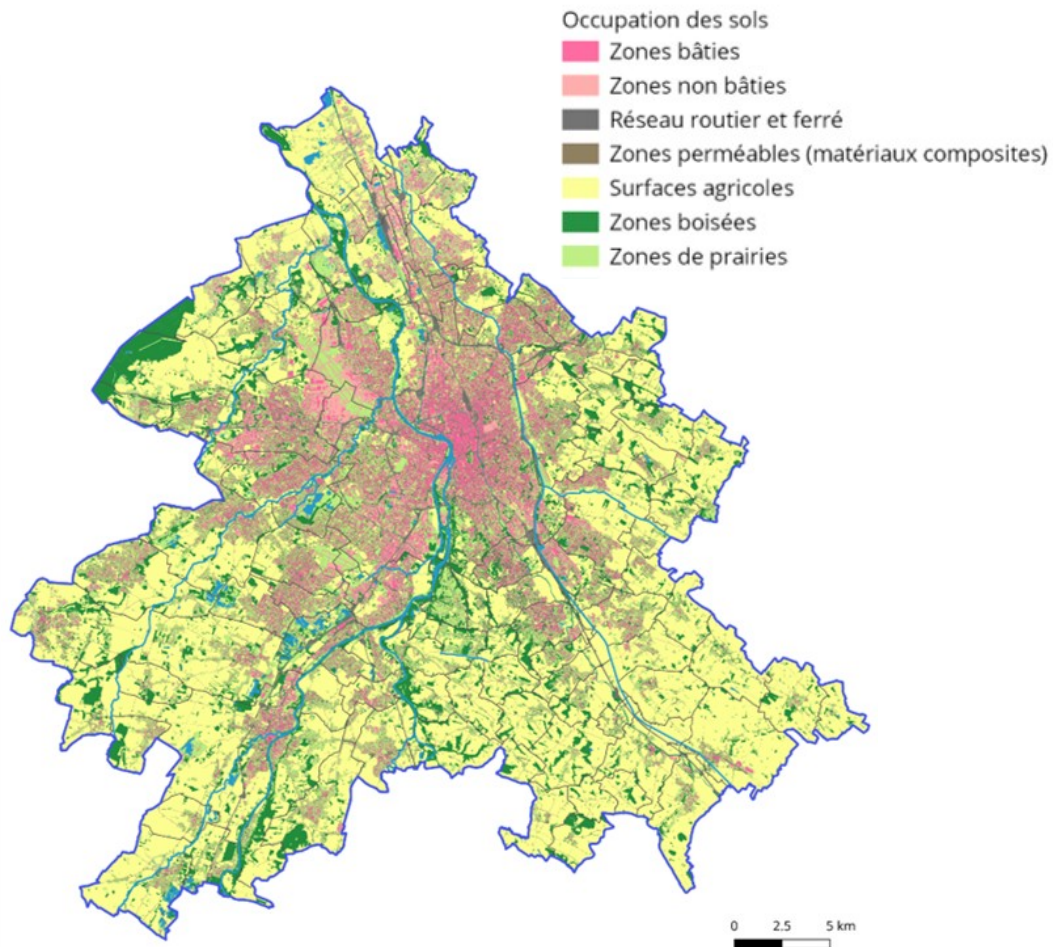 Occupation des sols
Zones bâties
Zones non bâties
Réseau routier et ferré
Zones perméables (matériaux composites)
Surfaces agricoles
Zones boisées
Zones de prairies
0 2.5 5 km